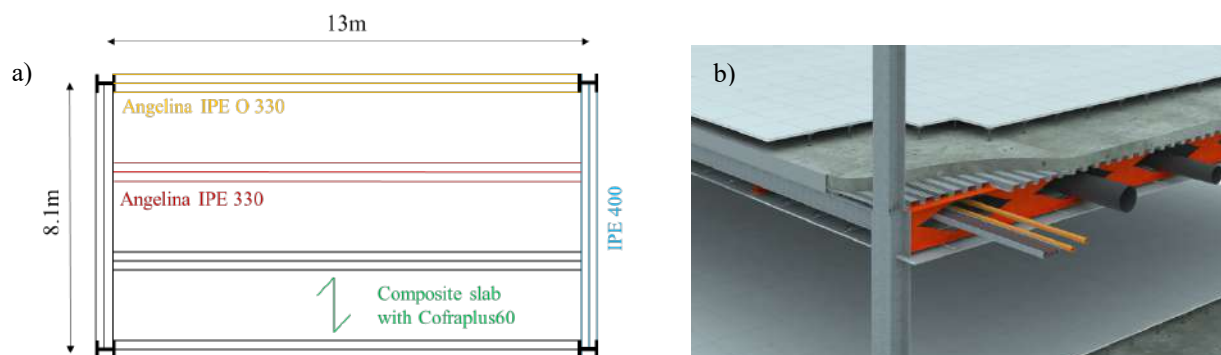 13m
a)
b)
Angelina IPE O 330
8.1m
Angelina IPE 330
IPE 400
Composite slab
with Cofraplus60